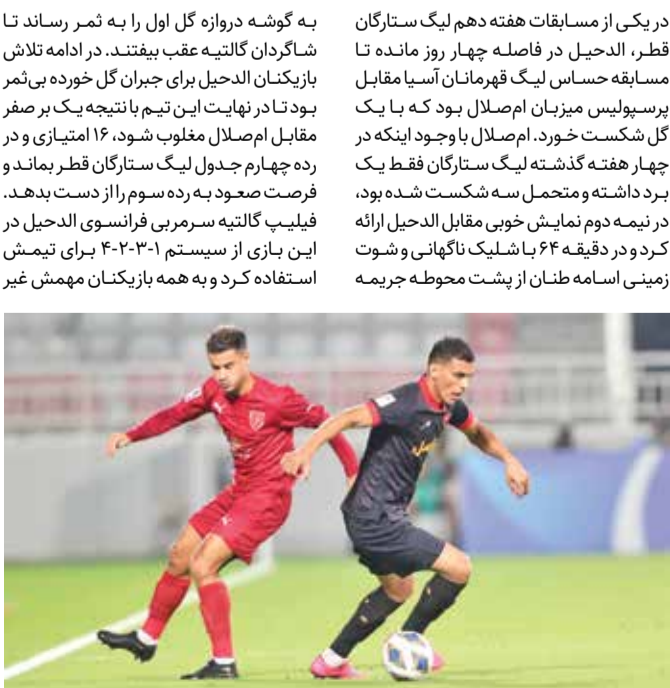 در یکی از مسابقات هفته دهم لیگ ستارگان
قطر، الدحیل در فاصله چهار روز مانده تا
مسابقه حساس لیگ قهرمانان آسیا مقابل
پرسپولیس میزبان ام‌صلال بود که با یک
گل شکست خورد. ام‌صلال با وجود اینکه در
چهار هفته گذشته لیگ ستارگان فقط یک
برد داشته و متحمل سه شکست شده بود،
در نیمه دوم نمایش خوبی مقابل الدحیل ارائه
کرد و در دقیقه ۶۴ با شلیک ناگهانی و شوت
زمینی اسامه طنان از پشت محوطه جریمه
به گوشه دروازه گل اول را به ثمر رساند تا
شاگردان گالتیه عقب بیفتند. در ادامه تلاش
بازیکنان الدحیل برای جبران گل خورده بی‌ثمر
بود تا در نهایت این تیم با نتیجه یک بر صفر
مقابل ام‌صلال مغلوب شود، ۱۶ امتیازی و در
رده چهارم جدول لیگ ستارگان قطر بماند و
فرصت صعود به رده سوم را از دست بدهد.
فیلیپ گالتیه سرمربی فرانسوی الدحیل در
این بازی از سیستم ۱-۳-۲-۴ برای تیمش
استفاده کرد و به همه بازیکنان مهمش غیر